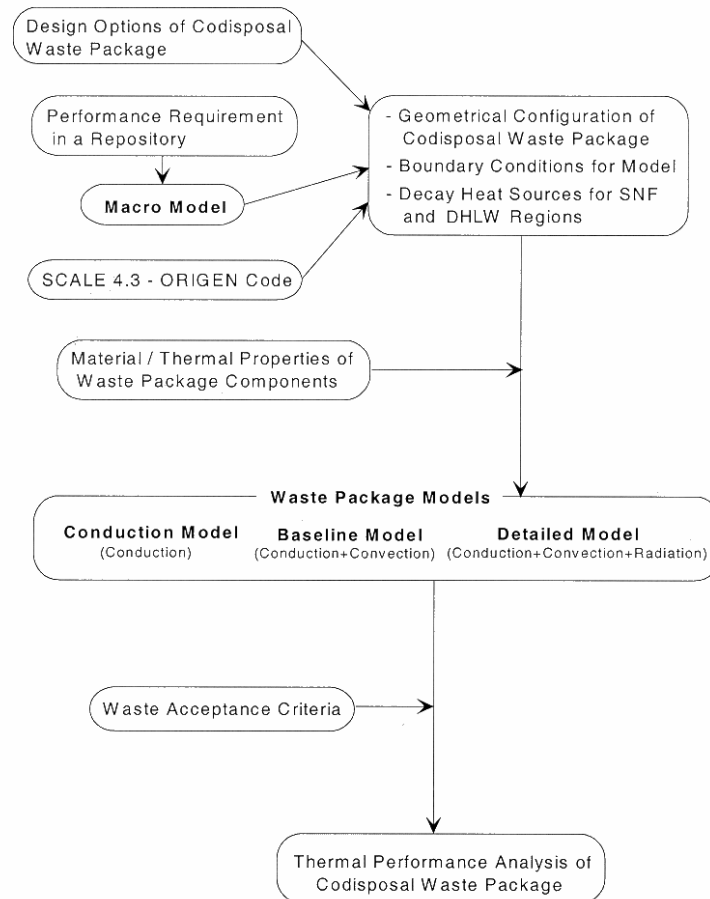 Design Options of Codisposal
Waste Package
Performance Requirement
in a Repository
Macro Model
SCALE 4.3 - ORIGEN Code
- Geometrical Configuration of
Codisposal Waste Package
- Boundary Conditions for Model
- Decay Heat Sources for SNF
and DHLW Regions
Material / Thermal Properties of
Waste Package Components
Waste Package Models
Conduction Model
(Conduction)
Baseline Model
(Conduction+Convection)
Detailed Model
(Conduction+Convection+Radiation)
Waste Acceptance Criteria
Thermal Performance Analysis of
Codisposal Waste Package